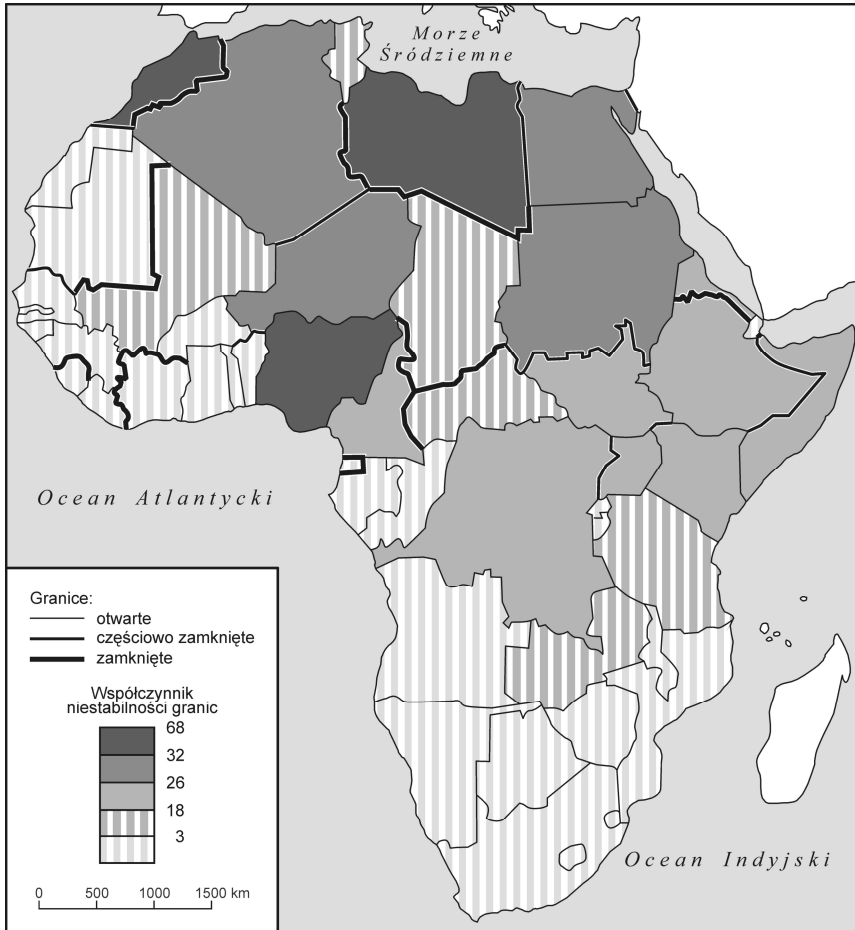 Morze
Śródziemne
Ocean Atlantycki
Granice:
otwarte
częściowo zamknięte
zamknięte
Współczynnik
niestabilności granic
68
32
26
18
3
0 500 1000 1500 km
Ocean Indyjski